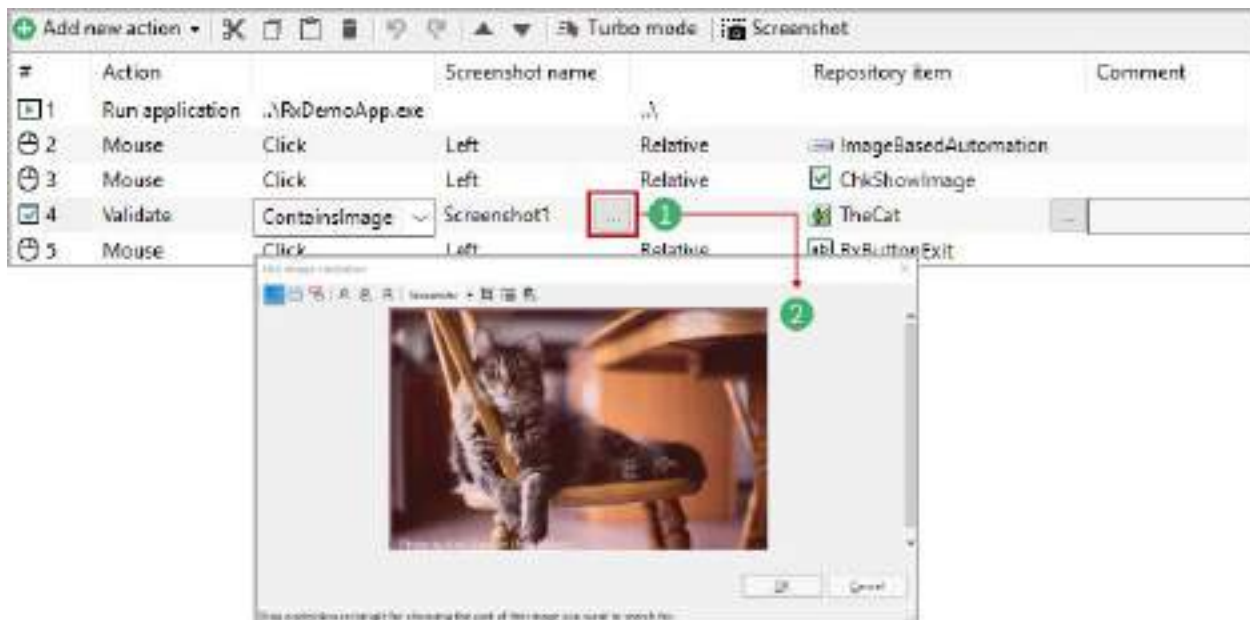 Add new action Turbo mode Screenshot
# Action Screenshot name Repository item Comment
1 Run application ..\RxDemoApp.exe ..\
2 Mouse Click Left Relative ImageBasedAutomation
3 Mouse Click Left Relative ChkShowImage
4 Validate ContainsImage Screenshot1 ... 1 TheCat ...
5 Mouse Click Left Relative RxButtonExit
2
Cancel